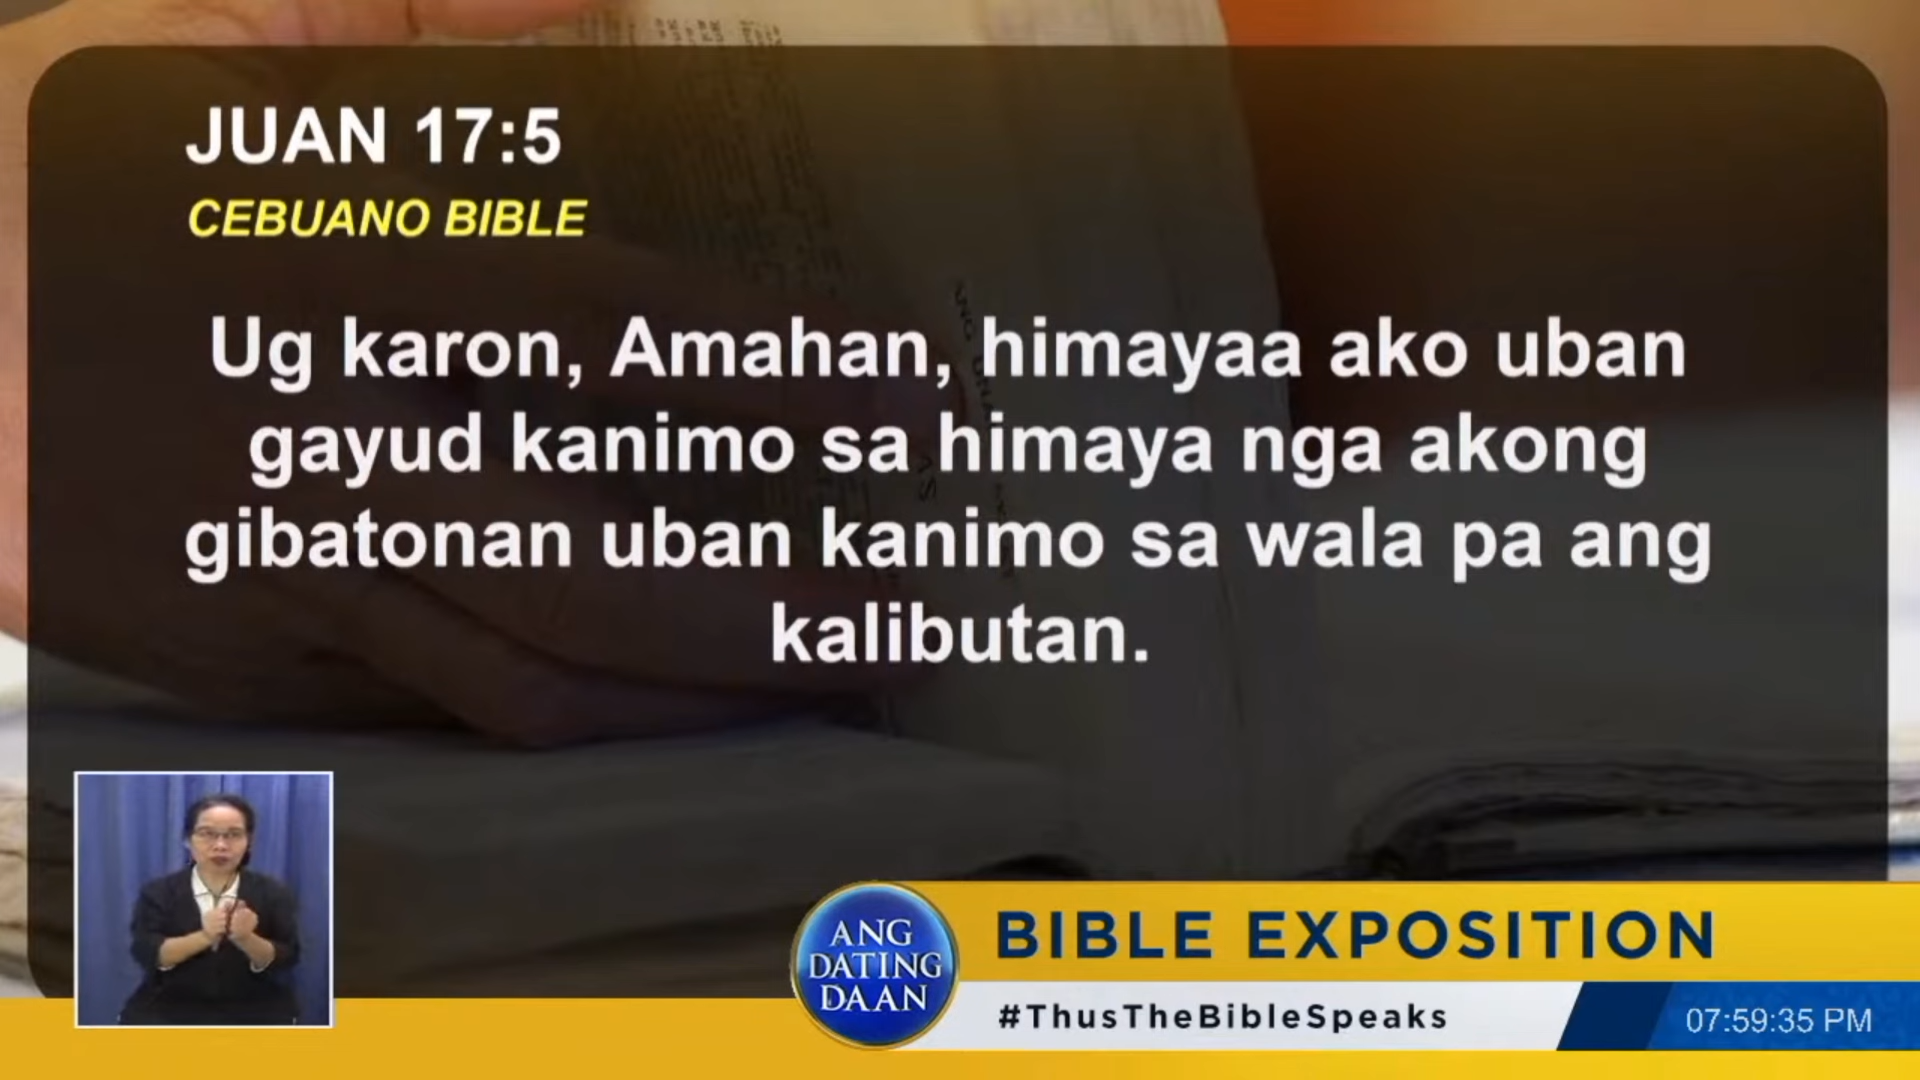 JUAN 17:5
CEBUANO BIBLE
Ug karon, Amahan, himayaa ako uban
gayud kanimo sa himaya nga akong
gibatonan uban kanimo sa wala pa ang
kalibutan.
ANG
DATING
DAAN
BIBLE EXPOSITION
#ThusTheBibleSpeaks
07:59:35 PM